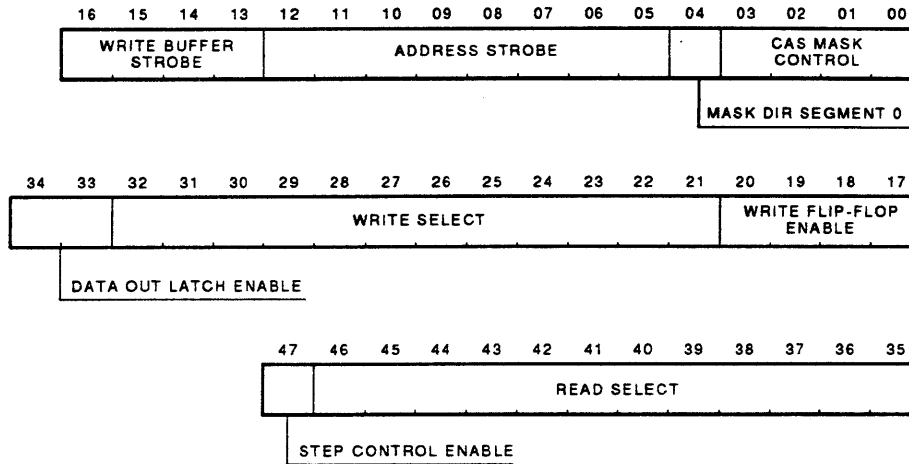 16 15 14 13 12 11 10 09 08 07 06 05 04 03 02 01 00
WRITE BUFFER STROBE
ADDRESS STROBE
CAS MASK CONTROL
MASK DIR SEGMENT 0
34 33 32 31 30 29 28 27 26 25 24 23 22 21 20 19 18 17
WRITE SELECT
WRITE FLIP-FLOP ENABLE
DATA OUT LATCH ENABLE
47 46 45 44 43 42 41 40 39 38 37 36 35
READ SELECT
STEP CONTROL ENABLE